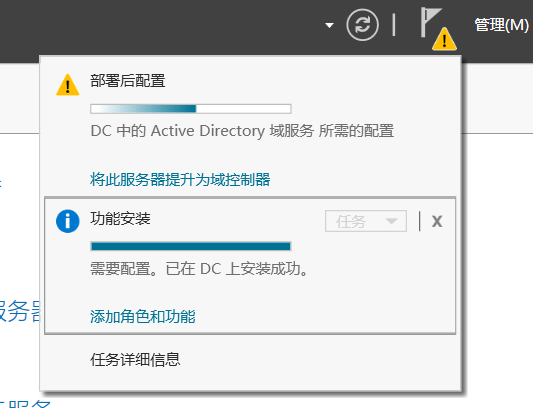 管理(M)
部署后配置
DC 中的 Active Directory 域服务 所需的配置
将此服务器提升为域控制器
功能安装
任务
X
需要配置。已在 DC 上安装成功。
添加角色和功能
服务器
任务详细信息